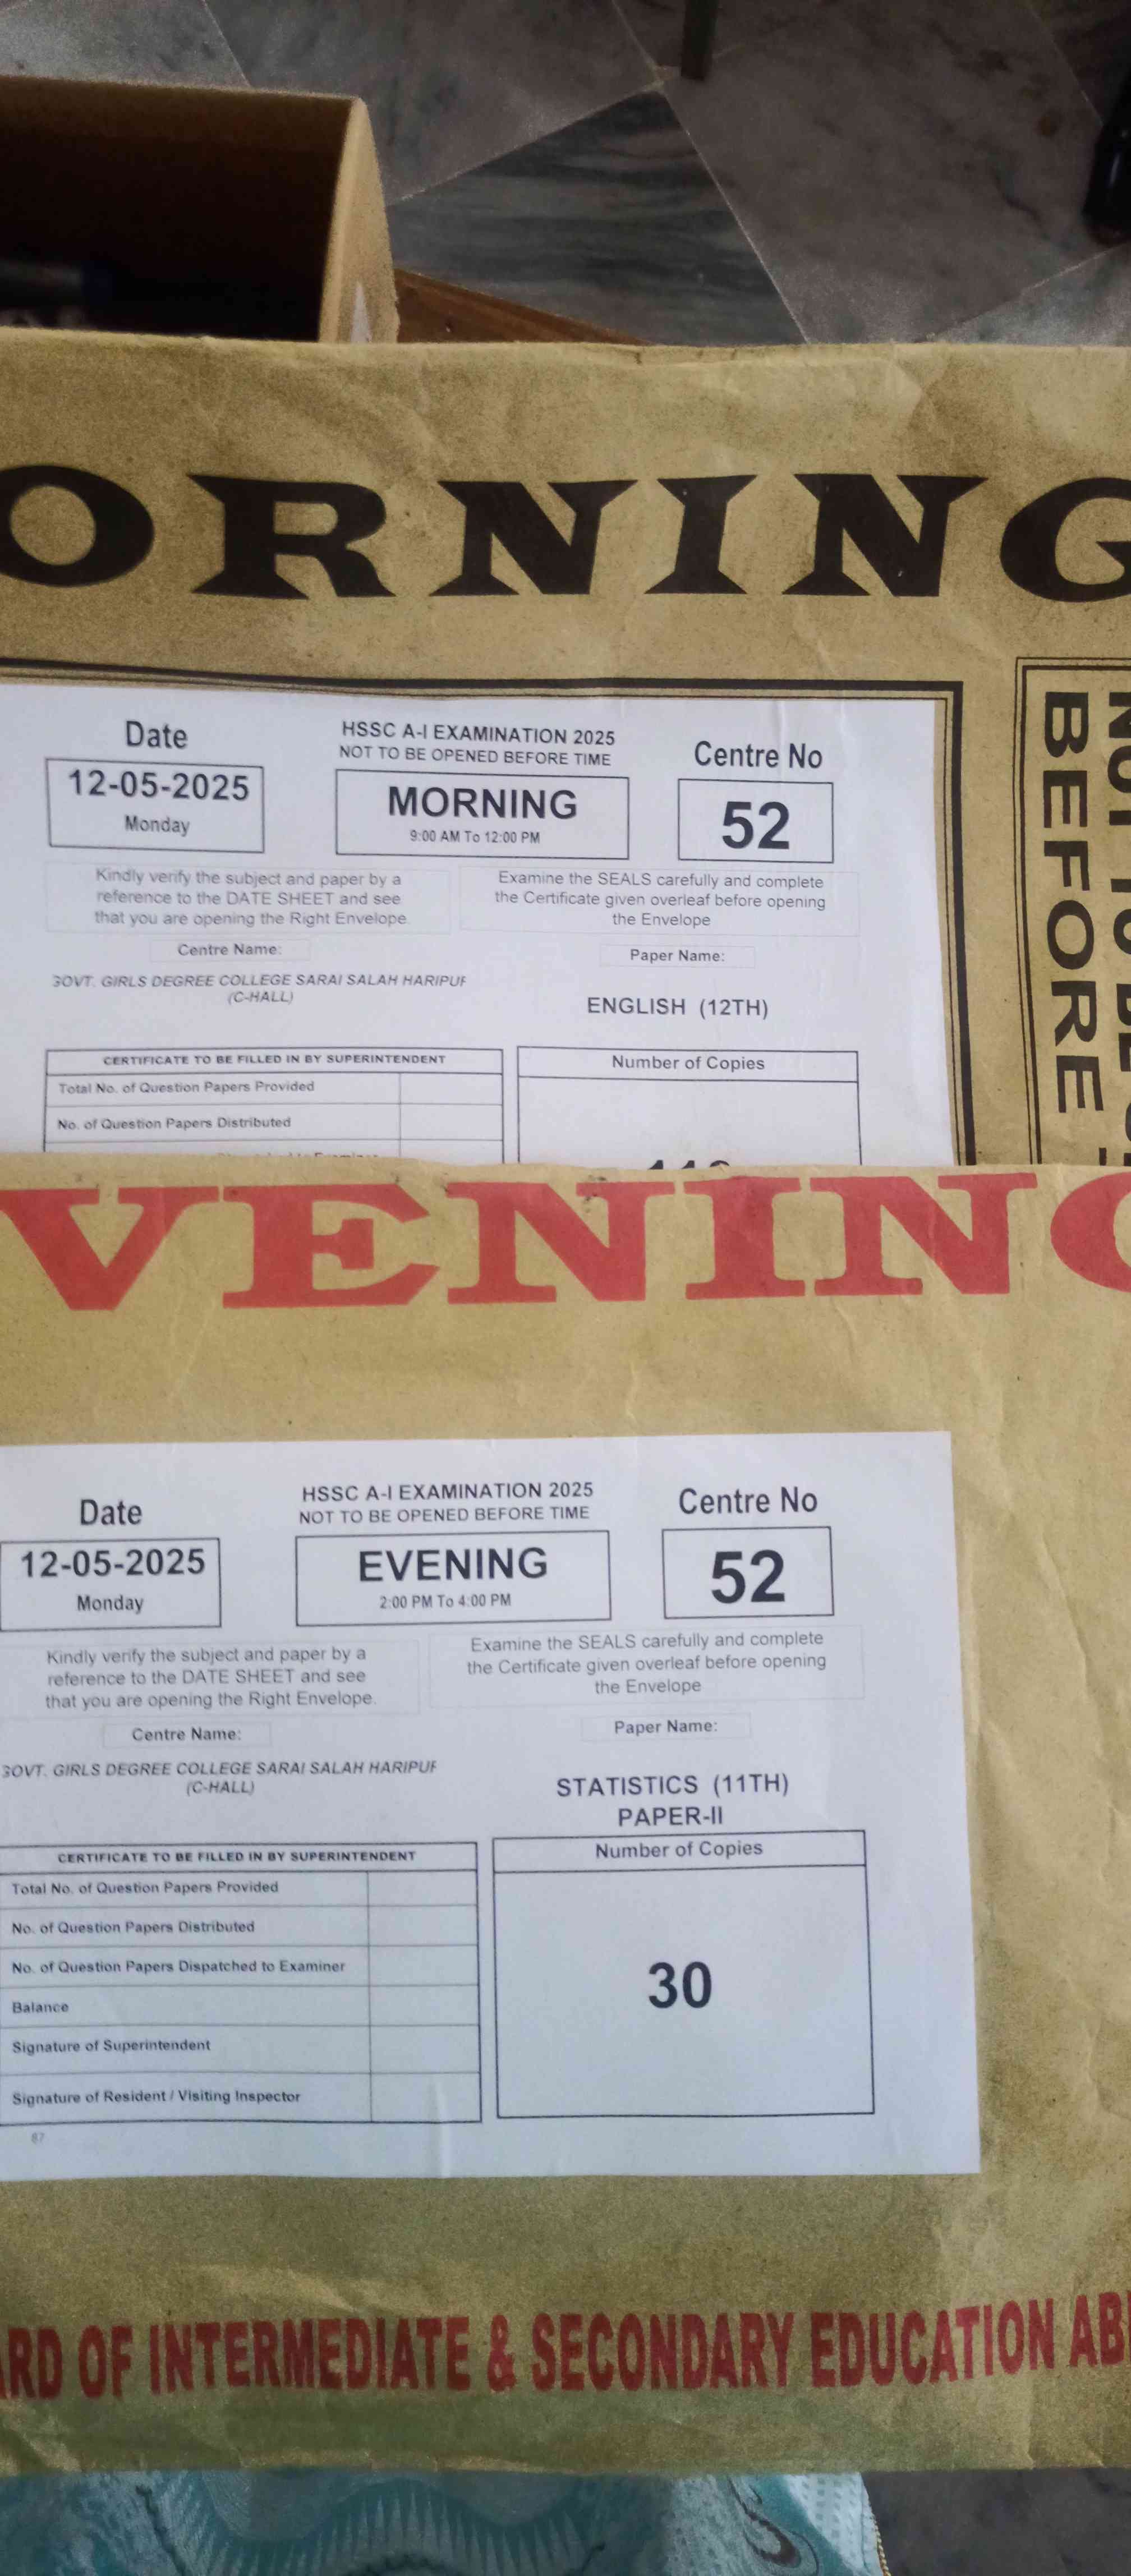 ORNING
NOT TO BE
BEFORE
Date
12-05-2025
Monday
HSSC A-I EXAMINATION 2025
NOT TO BE OPENED BEFORE TIME
MORNING
9:00 AM To 12:00 PM
Centre No
52
Kindly verify the subject and paper by a
reference to the DATE SHEET and see
that you are opening the Right Envelope.
Examine the SEALS carefully and complete
the Certificate given overleaf before opening
the Envelope
Centre Name:
GOVT. GIRLS DEGREE COLLEGE SARAI SALAH HARIPUR
(C-HALL)
Paper Name:
ENGLISH (12TH)
CERTIFICATE TO BE FILLED IN BY SUPERINTENDENT
Total No. of Question Papers Provided
No. of Question Papers Distributed
Number of Copies
VENING
Date
12-05-2025
Monday
HSSC A-I EXAMINATION 2025
NOT TO BE OPENED BEFORE TIME
EVENING
2:00 PM To 4:00 PM
Centre No
52
Kindly verify the subject and paper by a
reference to the DATE SHEET and see
that you are opening the Right Envelope.
Examine the SEALS carefully and complete
the Certificate given overleaf before opening
the Envelope
Centre Name:
GOVT. GIRLS DEGREE COLLEGE SARAI SALAH HARIPUR
(C-HALL)
Paper Name:
STATISTICS (11TH)
PAPER-II
CERTIFICATE TO BE FILLED IN BY SUPERINTENDENT
Total No. of Question Papers Provided
No. of Question Papers Distributed
No. of Question Papers Dispatched to Examiner
Balance
Signature of Superintendent
Signature of Resident / Visiting Inspector
Number of Copies
30
87
ARD OF INTERMEDIATE & SECONDARY EDUCATION AB